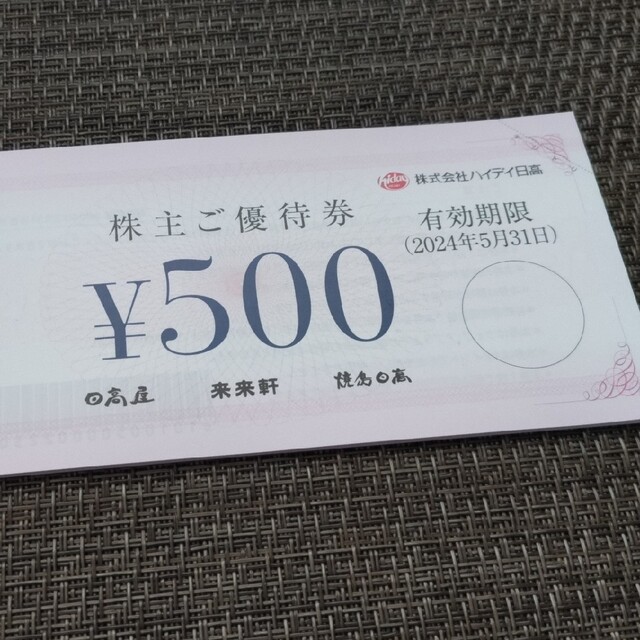 株式会社ハイデイ日高
株主ご優待券
有効期限
(2024年5月31日)
¥500
日高屋 来来軒 焼鳥日高